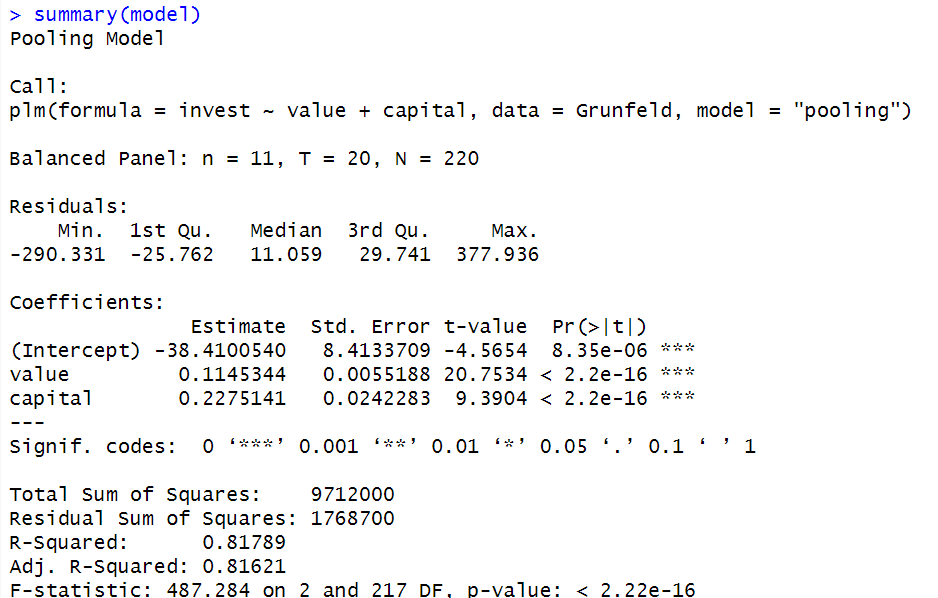 > summary(model)
Pooling Model
Call:
plm(formula = invest ~ value + capital, data = Grunfeld, model = "pooling")
Balanced Panel: n = 11, T = 20, N = 220
Residuals:
    Min.  1st Qu.   Median  3rd Qu.     Max.
-290.331  -25.762   11.059   29.741  377.936
Coefficients:
               Estimate  Std. Error t-value  Pr(>|t|)
(Intercept) -38.4100540   8.4133709 -4.5654  8.35e-06 ***
value         0.1145344   0.0055188 20.7534 < 2.2e-16 ***
capital       0.2275141   0.0242283  9.3904 < 2.2e-16 ***
---
Signif. codes:  0 ‘***’ 0.001 ‘**’ 0.01 ‘*’ 0.05 ‘.’ 0.1 ‘ ’ 1
Total Sum of Squares:    9712000
Residual Sum of Squares: 1768700
R-Squared:      0.81789
Adj. R-Squared: 0.81621
F-statistic: 487.284 on 2 and 217 DF, p-value: < 2.22e-16